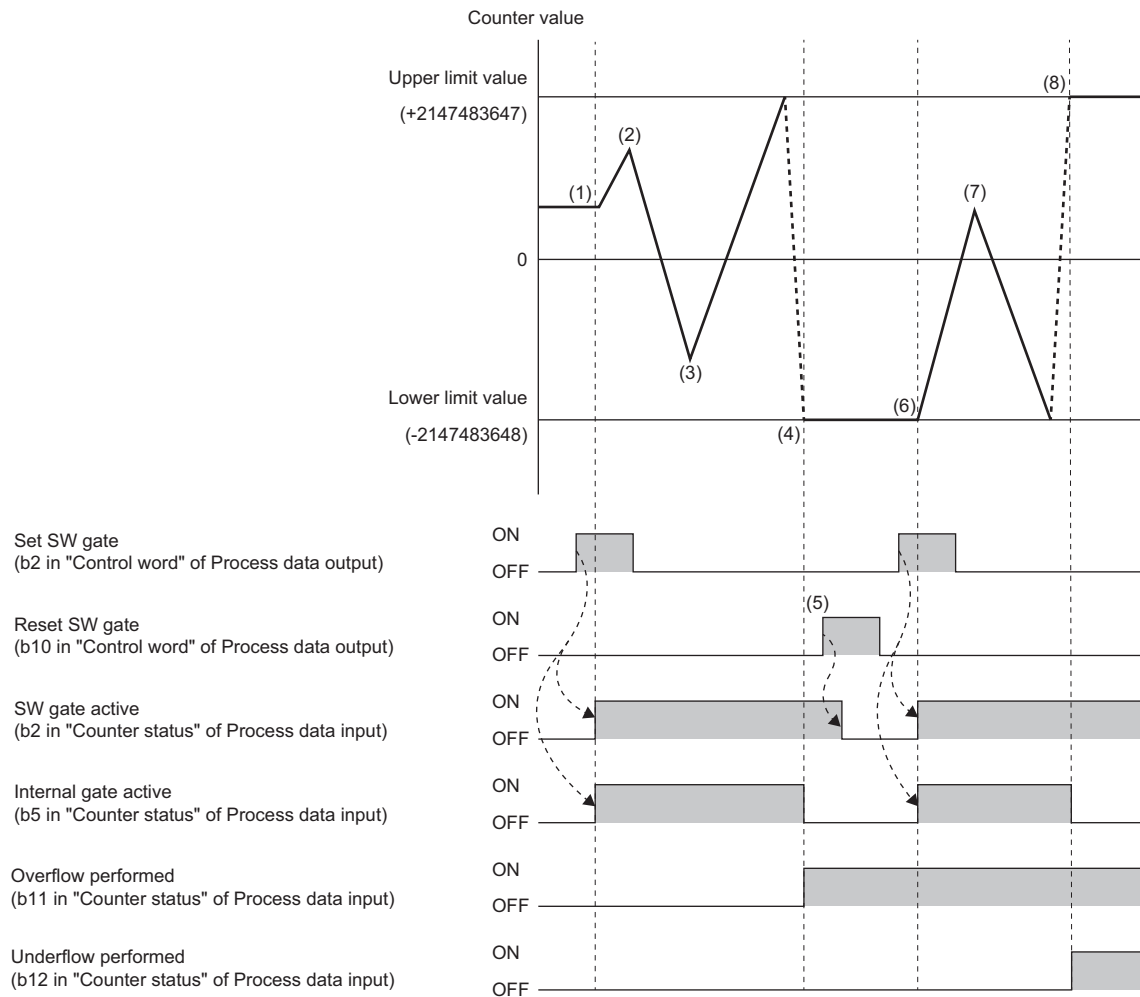 Counter value
Upper limit value
(+2147483647)
(8)
(2)
(1)
(7)
0
(3)
Lower limit value
(-2147483648)
(4)
(6)
Set SW gate
(b2 in "Control word" of Process data output)
ON
OFF
Reset SW gate
(b10 in "Control word" of Process data output)
ON
OFF
(5)
SW gate active
(b2 in "Counter status" of Process data input)
ON
OFF
Internal gate active
(b5 in "Counter status" of Process data input)
ON
OFF
Overflow performed
(b11 in "Counter status" of Process data input)
ON
OFF
Underflow performed
(b12 in "Counter status" of Process data input)
ON
OFF